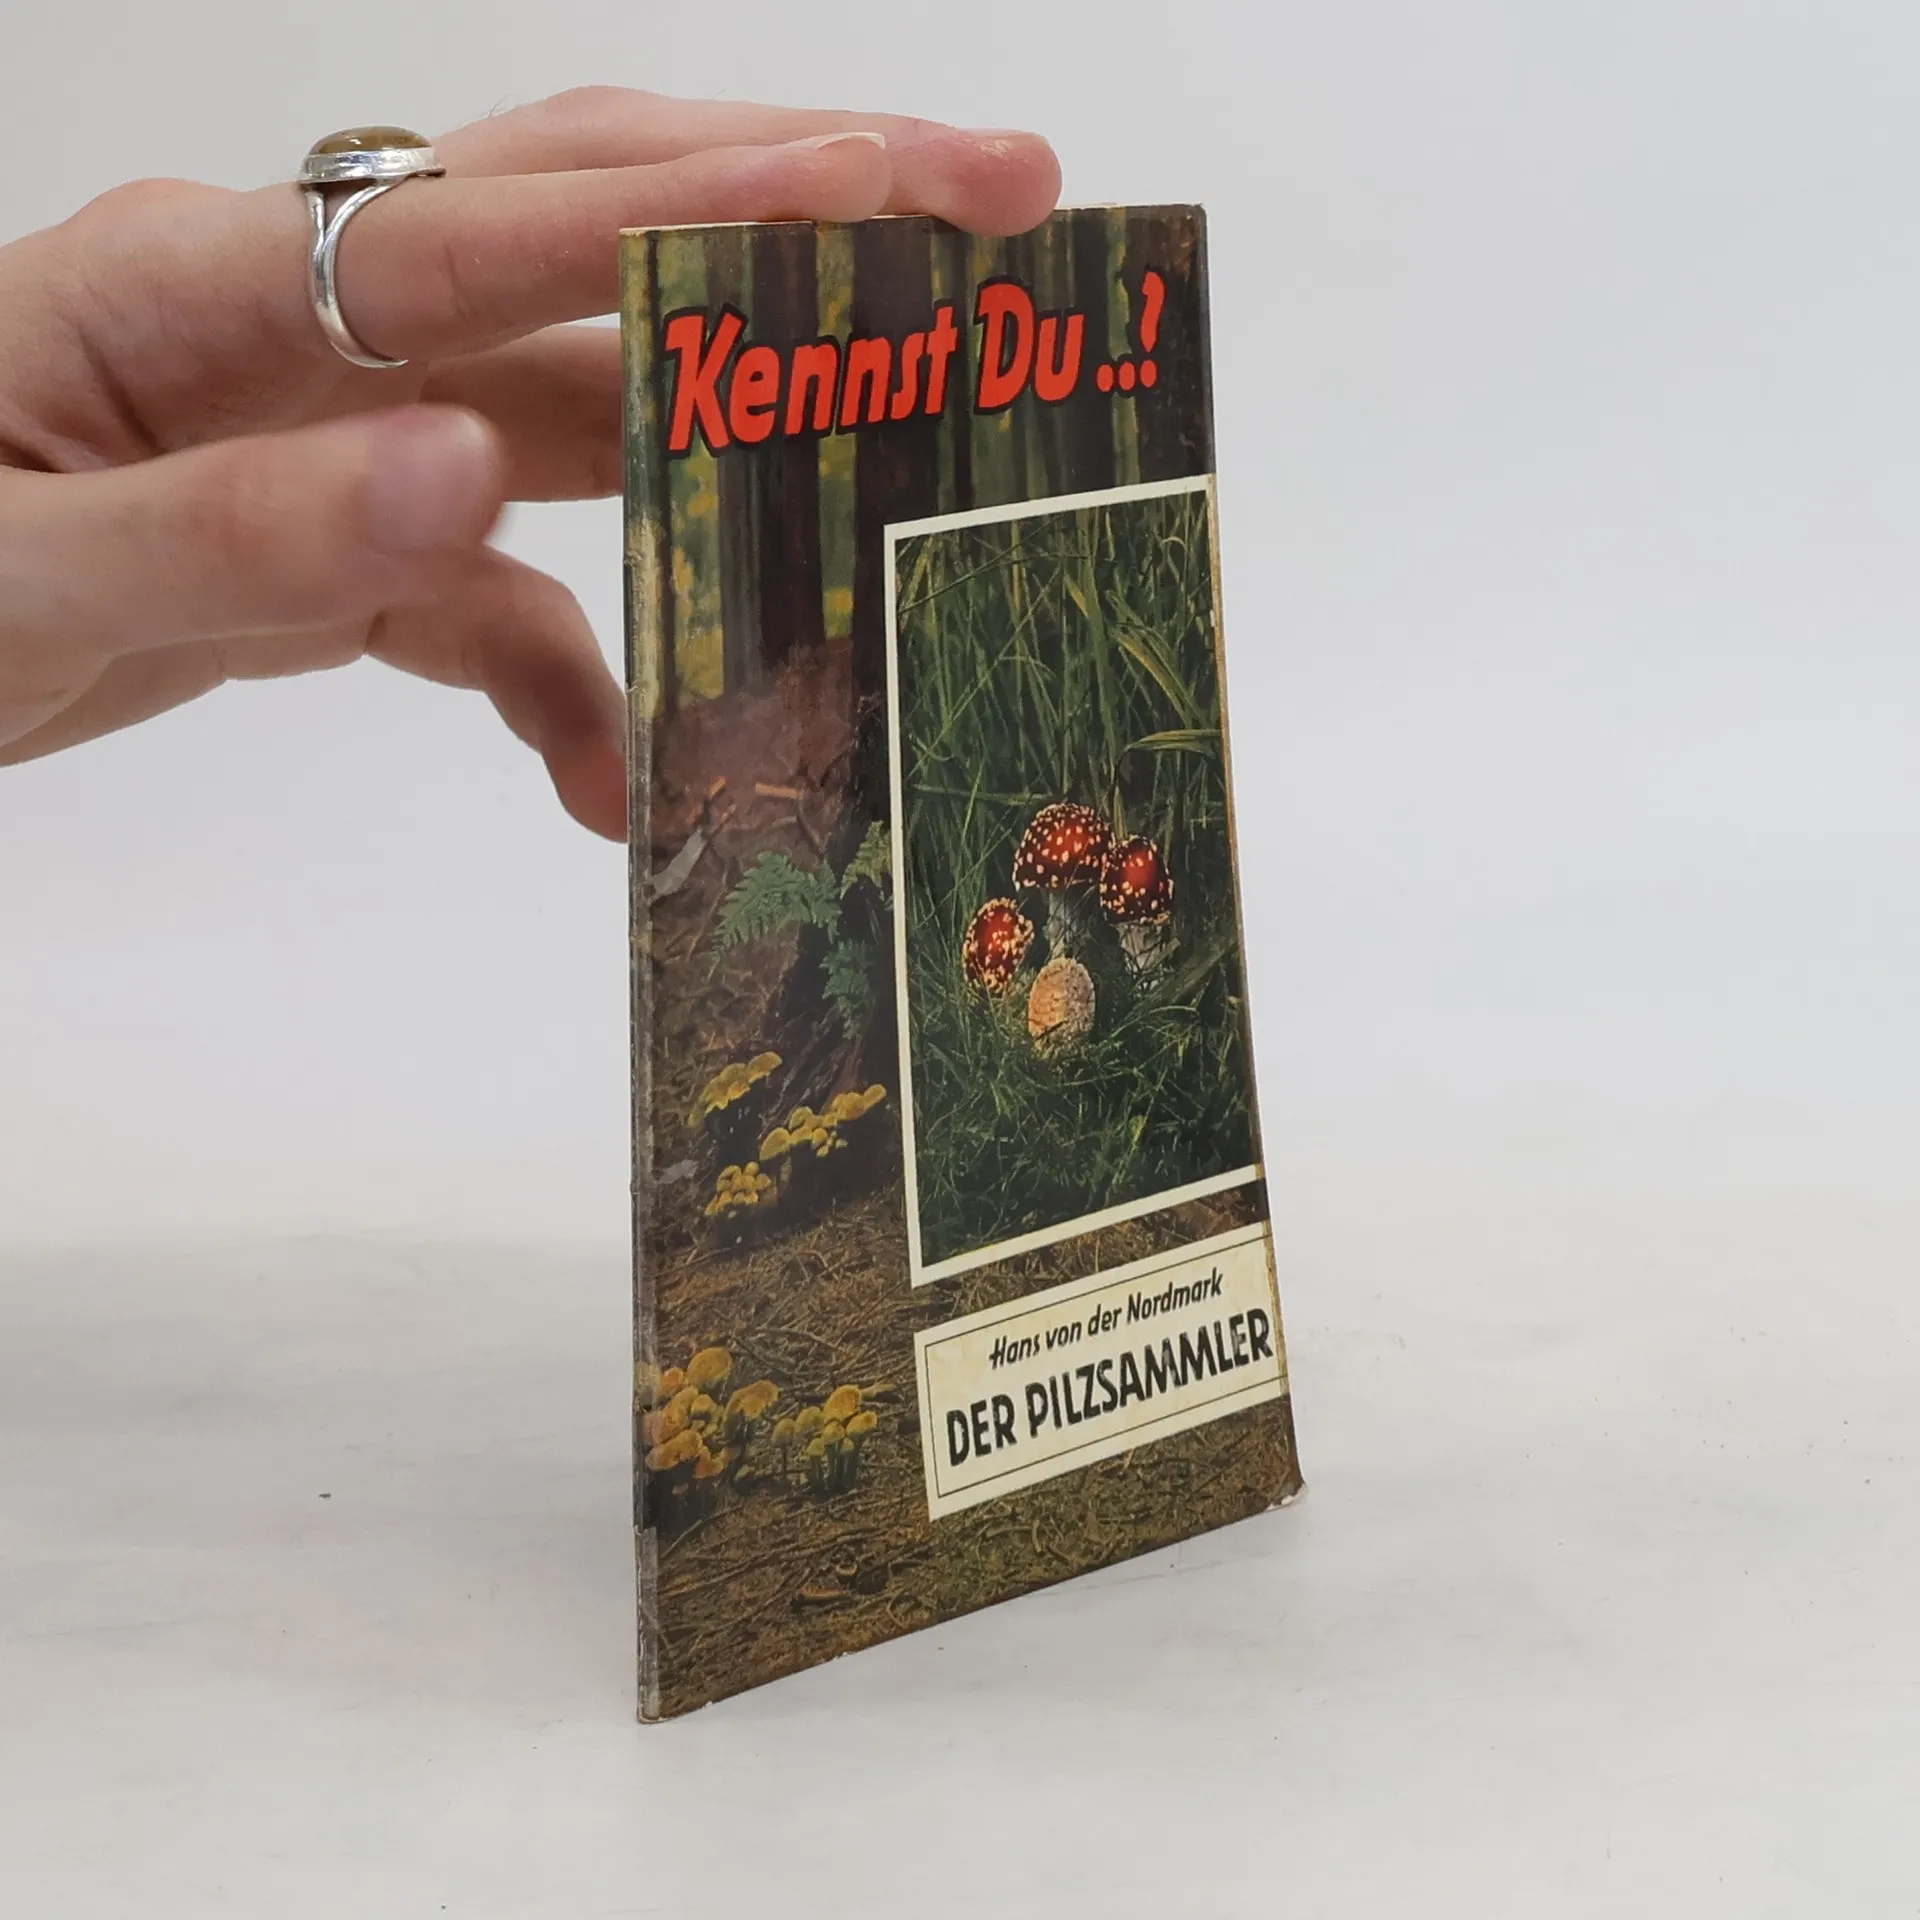 Kennst Du ..?
Hans von der Nordmark
DER PILZSAMMLER